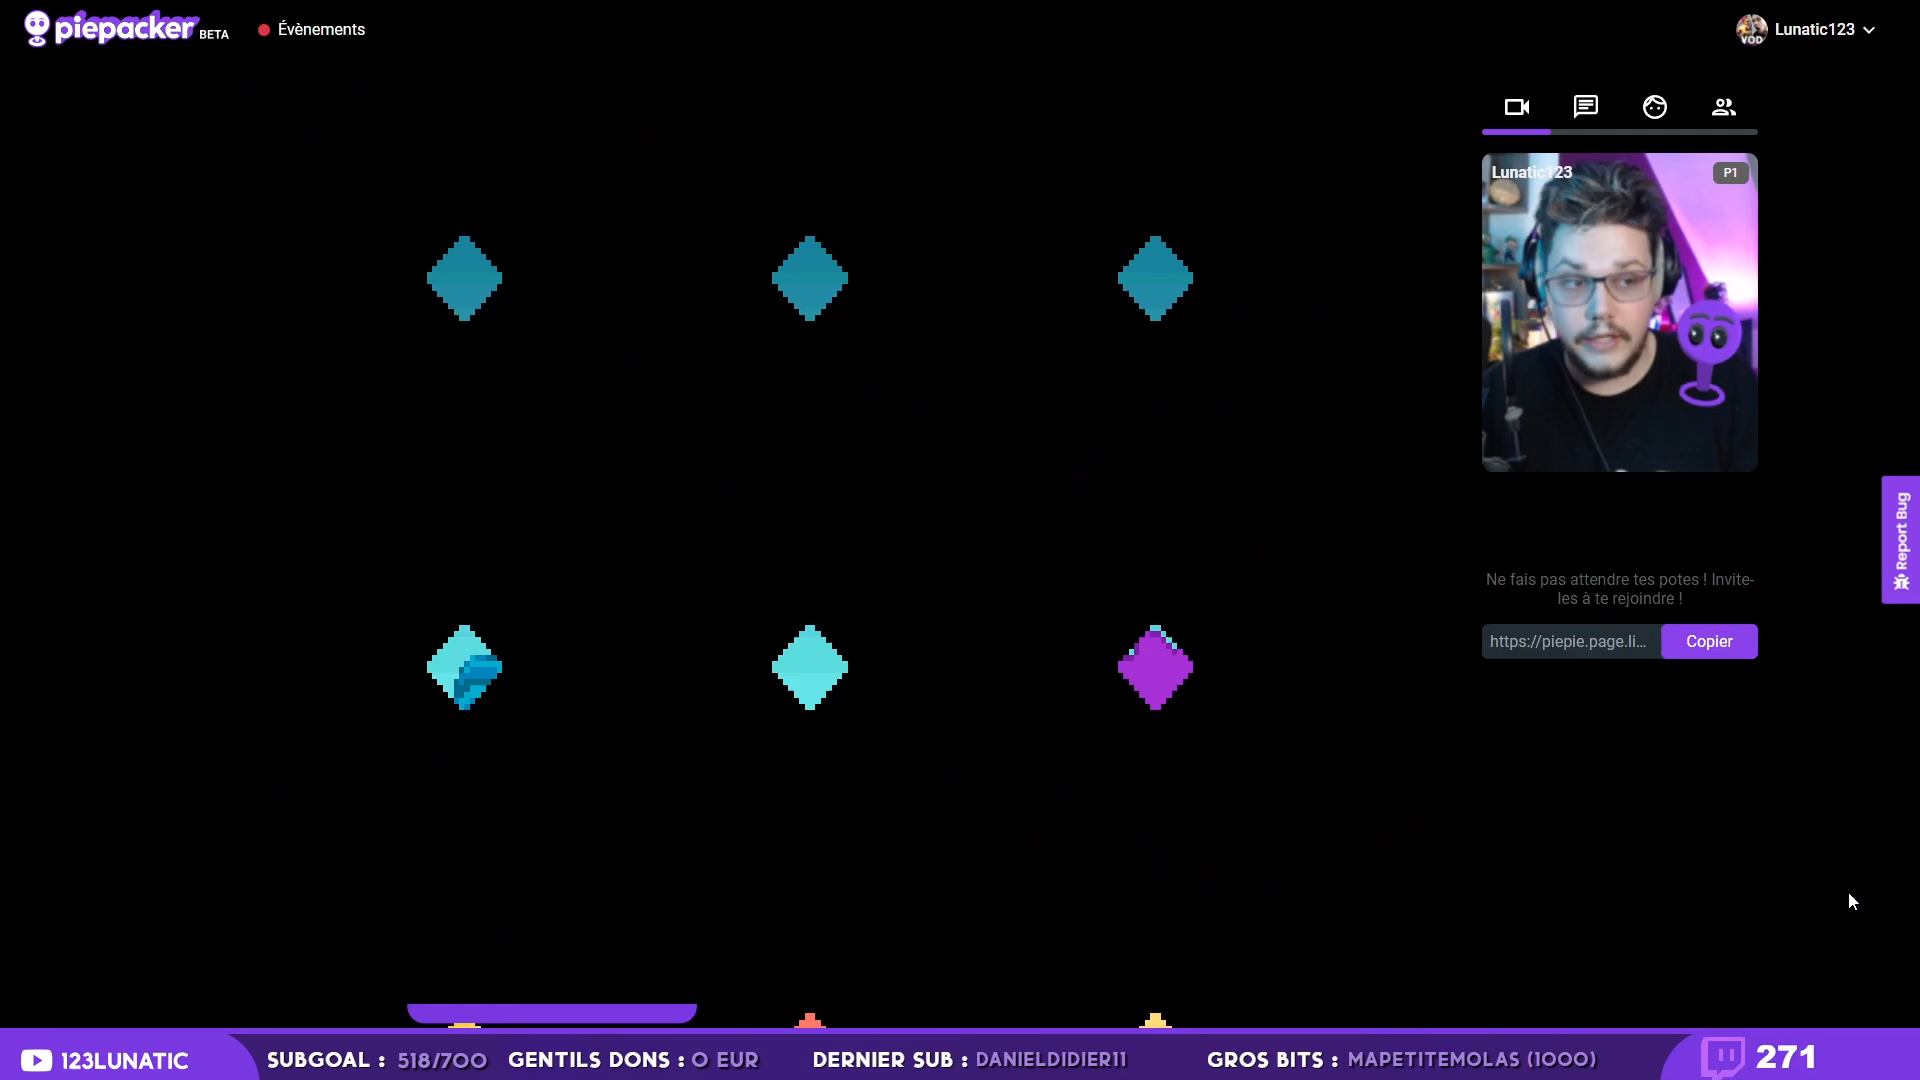 piepacker BETA
Évènements
VOD
Lunatic123
Lunatic123
P1
Report Bug
Ne fais pas attendre tes potes ! Invite-
les à te rejoindre !
https://piepie.page.li...
Copier
123LUNATIC
SUBGOAL : 518/700
GENTILS DONS : 0 EUR
DERNIER SUB : DANIELDIDIER11
GROS BITS : MAPETITEMOLAS (1000)
271